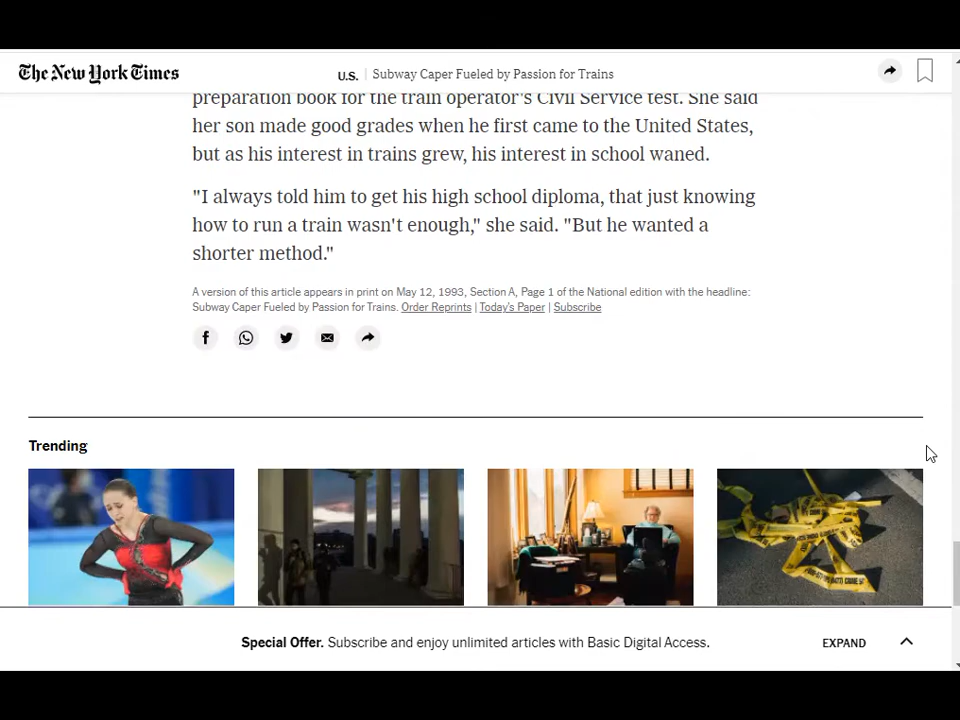 The New York Times
U.S. | Subway Caper Fueled by Passion for Trains
preparation book for the train operator's Civil Service test. She said
her son made good grades when he first came to the United States,
but as his interest in trains grew, his interest in school waned.
"I always told him to get his high school diploma, that just knowing
how to run a train wasn't enough," she said. "But he wanted a
shorter method."
A version of this article appears in print on May 12, 1993, Section A, Page 1 of the National edition with the headline:
Subway Caper Fueled by Passion for Trains. Order Reprints | Today's Paper | Subscribe
Trending
Special Offer. Subscribe and enjoy unlimited articles with Basic Digital Access.
EXPAND